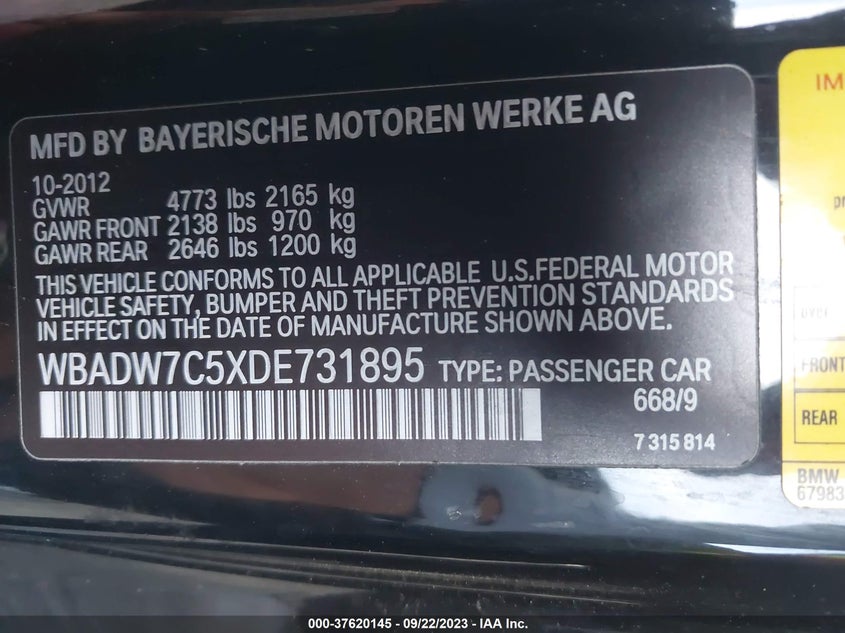 MFD BY BAYERISCHE MOTOREN WERKE AG
10-2012
GVWR 4773 lbs 2165 kg
GAWR FRONT 2138 lbs 970 kg
GAWR REAR 2646 lbs 1200 kg
THIS VEHICLE CONFORMS TO ALL APPLICABLE U.S.FEDERAL MOTOR
VEHICLE SAFETY, BUMPER AND THEFT PREVENTION STANDARDS
IN EFFECT ON THE DATE OF MANUFACTURE SHOWN ABOVE.
WBADW7C5XDE731895 TYPE: PASSENGER CAR
668/9
7 315 814
IM
FRONT
REAR
BMW
67983
000-37620145 - 09/22/2023 - IAA Inc.